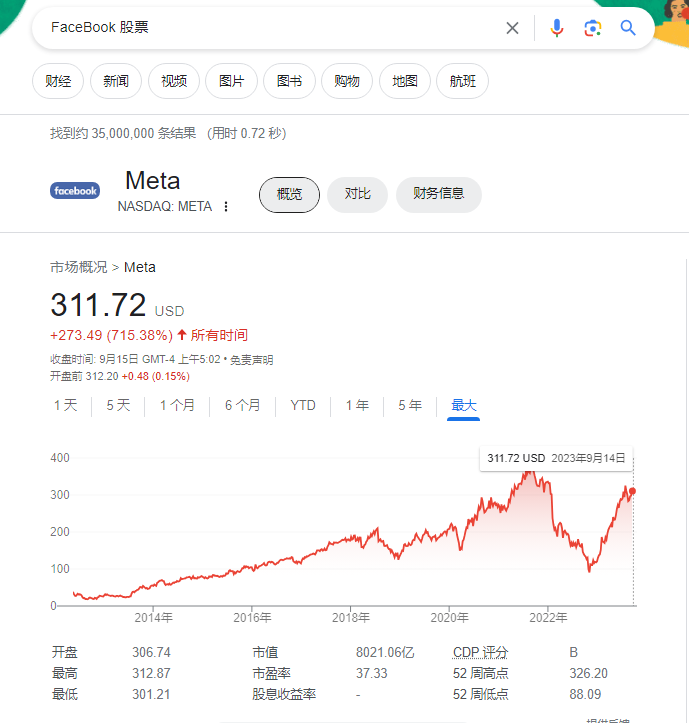 FaceBook 股票
财经 新闻 视频 图片 图书 购物 地图 航班
找到约 35,000,000 条结果 (用时 0.72 秒)
facebook
Meta
NASDAQ: META
概览 对比 财务信息
市场概况 > Meta
311.72 USD
+273.49 (715.38%) 所有时间
收盘时间: 9月15日 GMT-4 上午5:02 • 免责声明
开盘前 312.20 +0.48 (0.15%)
1 天 5 天 1 个月 6 个月 YTD 1 年 5 年 最大
311.72 USD 2023年9月14日
400
300
200
100
0
2014年 2016年 2018年 2020年 2022年
开盘 306.74 市值 8021.06亿 CDP 评分 B
最高 312.87 市盈率 37.33 52 周高点 326.20
最低 301.21 股息收益率 - 52 周低点 88.09
提供反馈